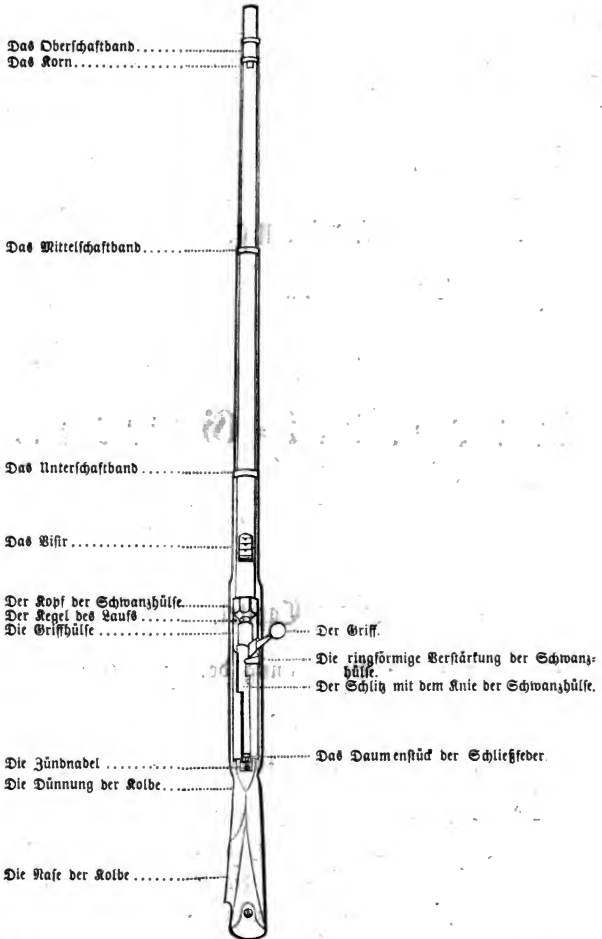 Das Oberschaftband
Das Korn
Das Mittelschaftband
Das Unterschaftband
Das Visir
Der Kopf der Schwanzhülse
Der Kegel des Laufs
Die Griffhülse
Der Griff.
Die ringförmige Verstärkung der Schwanz-
hülse.
Der Schlitz mit dem Knie der Schwanzhülse.
Das Daumenstück der Schließfeder
Die Zündnadel
Die Dünnung der Kolbe
Die Nase der Kolbe